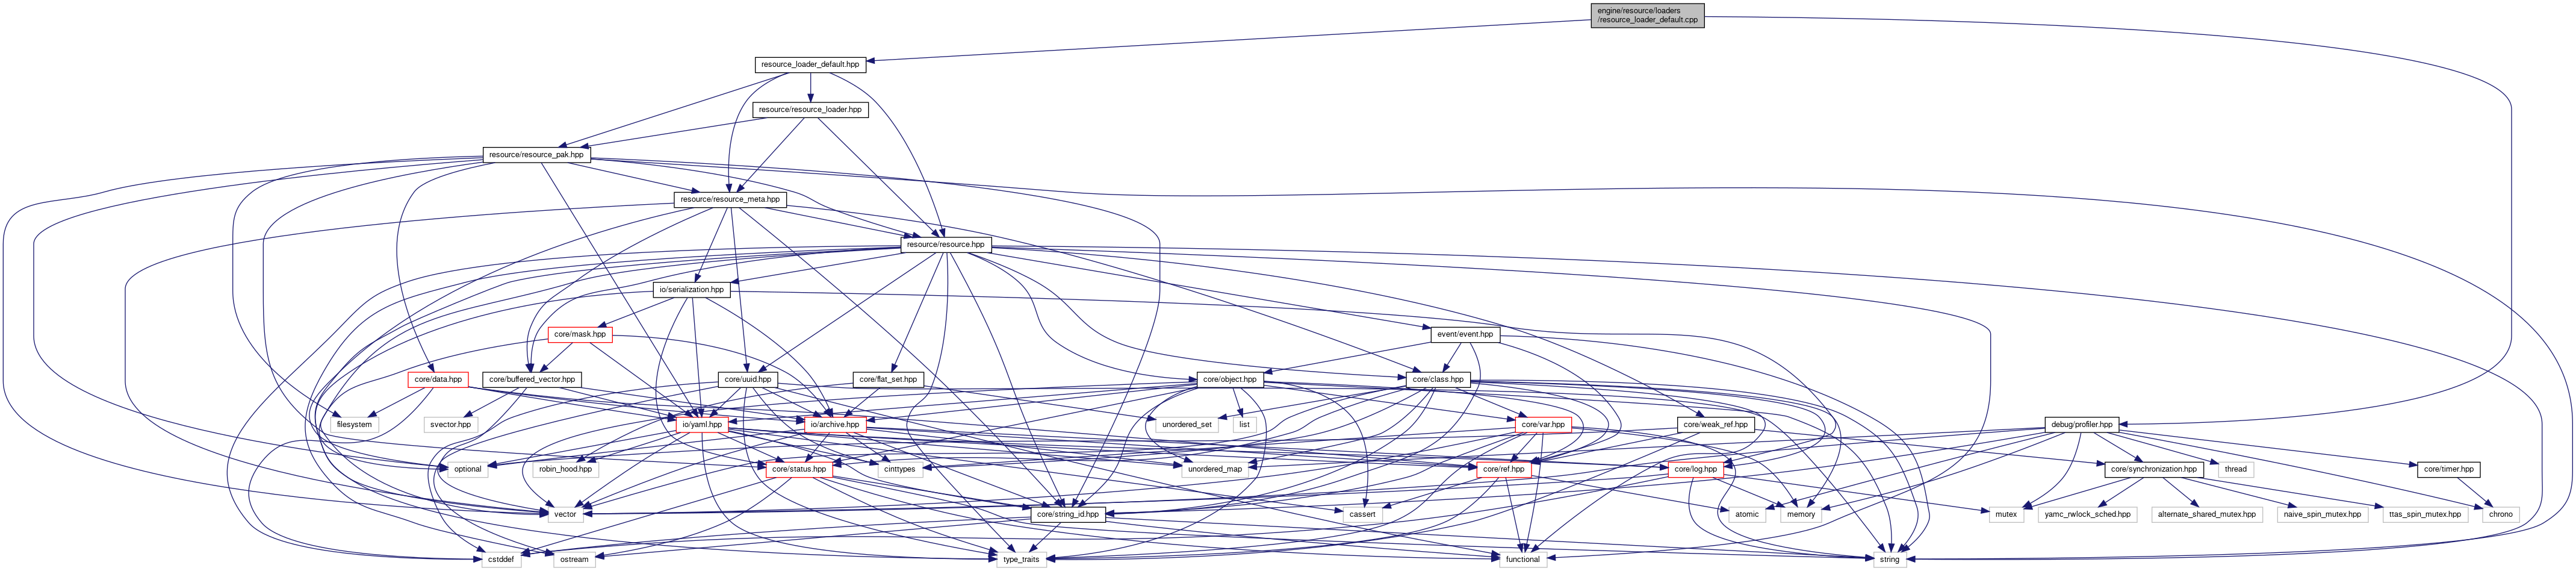 engine/resource/loaders
/resource_loader_default.cpp
resource_loader_default.hpp
resource/resource_loader.hpp
resource/resource_pak.hpp
resource/resource_meta.hpp
resource/resource.hpp
io/serialization.hpp
core/mask.hpp
event/event.hpp
core/data.hpp
core/buffered_vector.hpp
core/uuid.hpp
core/flat_set.hpp
core/object.hpp
core/class.hpp
filesystem
svector.hpp
io/yaml.hpp
io/archive.hpp
unordered_set
list
core/var.hpp
core/weak_ref.hpp
debug/profiler.hpp
optional
robin_hood.hpp
core/status.hpp
cinttypes
unordered_map
core/ref.hpp
core/log.hpp
core/synchronization.hpp
thread
core/timer.hpp
vector
core/string_id.hpp
cassert
atomic
memory
mutex
yamc_rwlock_sched.hpp
alternate_shared_mutex.hpp
naive_spin_mutex.hpp
ttas_spin_mutex.hpp
chrono
cstddef
ostream
type_traits
functional
string